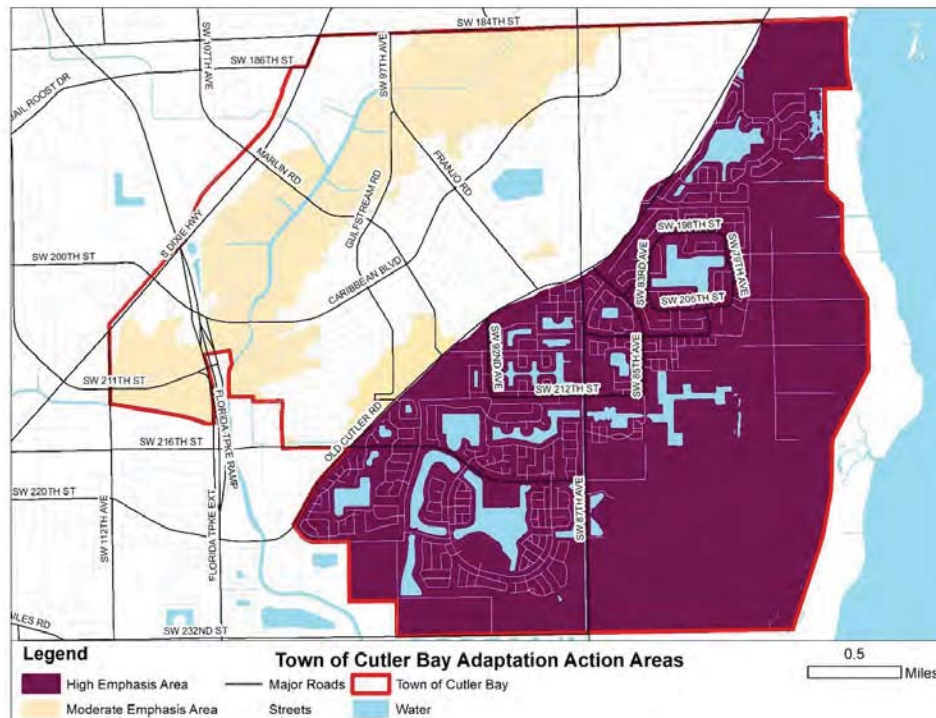 SW 184TH ST
SW 107TH AVE
SW 186TH ST
SW 97TH AVE
MARLIN RD
FRANJO RD
GULFSTREAM RD
S DIXIE HWY
SW 198TH ST
SW 79TH AVE
SW 200TH ST
CARIBBEAN BLVD
SW 83RD AVE
SW 205TH ST
SW 92ND AVE
SW 85TH AVE
SW 211TH ST
SW 212TH ST
FLORIDA TPKE RAMP
OLD CUTLER RD
SW 216TH ST
SW 220TH ST
SW 112TH AVE
FLORIDA TPKE EXT
SW 87TH AVE
SW 232ND ST
Legend
Town of Cutler Bay Adaptation Action Areas
0.5
Miles
High Emphasis Area
Major Roads
Town of Cutler Bay
Moderate Emphasis Area
Streets
Water